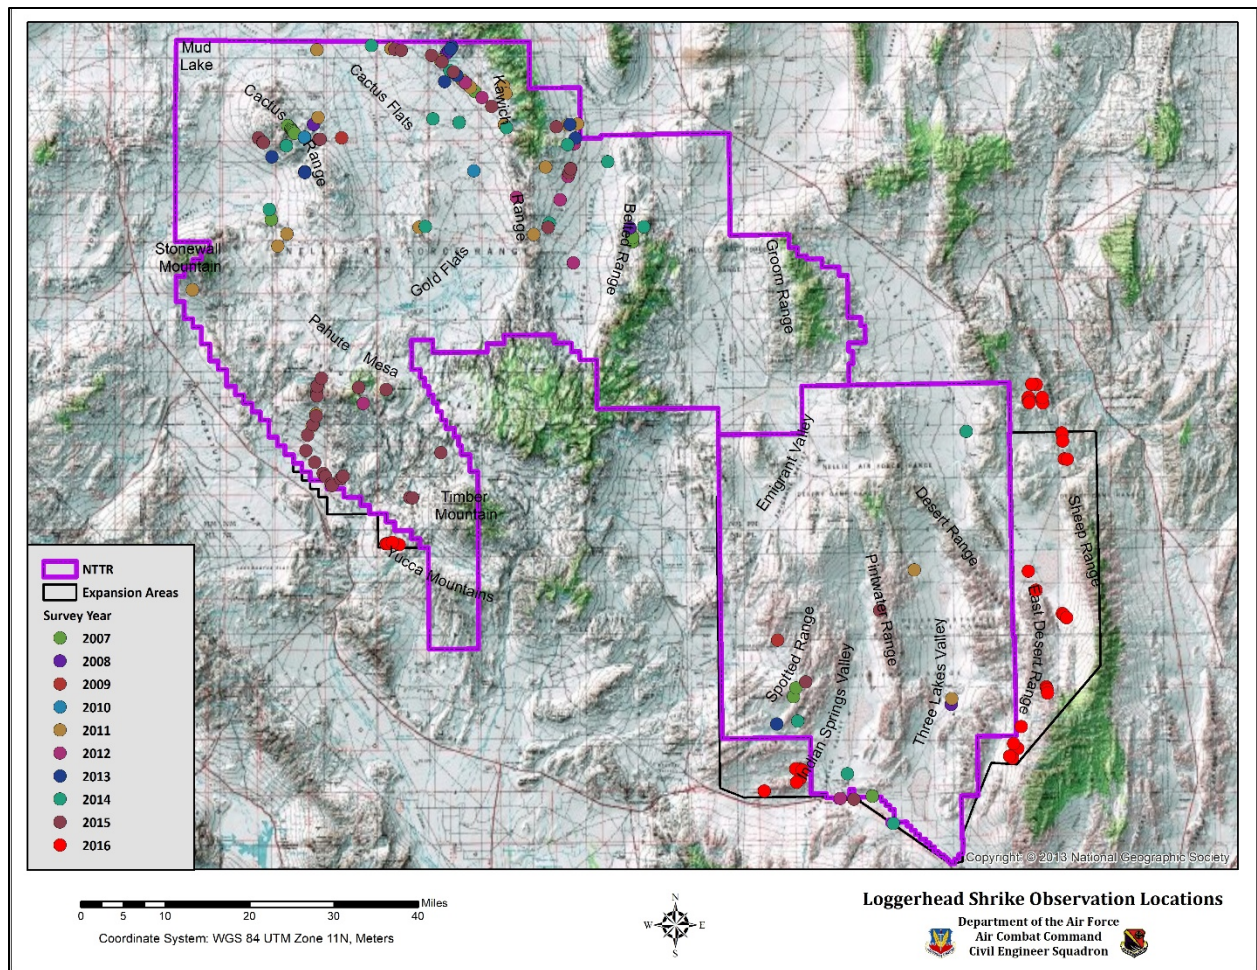 Mud
Lake
Cactus
Range
Cactus Flats
Kawich
Range
Belted Range
Groom Range
NELLIS AIR FORCE RANGE
Stonewall
Mountain
Gold Flats
Pahute
Mesa
Timber
Mountain
Yucca Mountains
Emigrant Valley
Desert Range
Sheep Range
Pintwater Range
East Desert Range
Spotted Range
Indian Springs Valley
Three Lakes Valley
NTTR
Expansion Areas
Survey Year
2007
2008
2009
2010
2011
2012
2013
2014
2015
2016
Copyright: © 2013 National Geographic Society
Miles
0 5 10 20 30 40
Coordinate System: WGS 84 UTM Zone 11N, Meters
N
W E
S
Loggerhead Shrike Observation Locations
Department of the Air Force
Air Combat Command
Civil Engineer Squadron